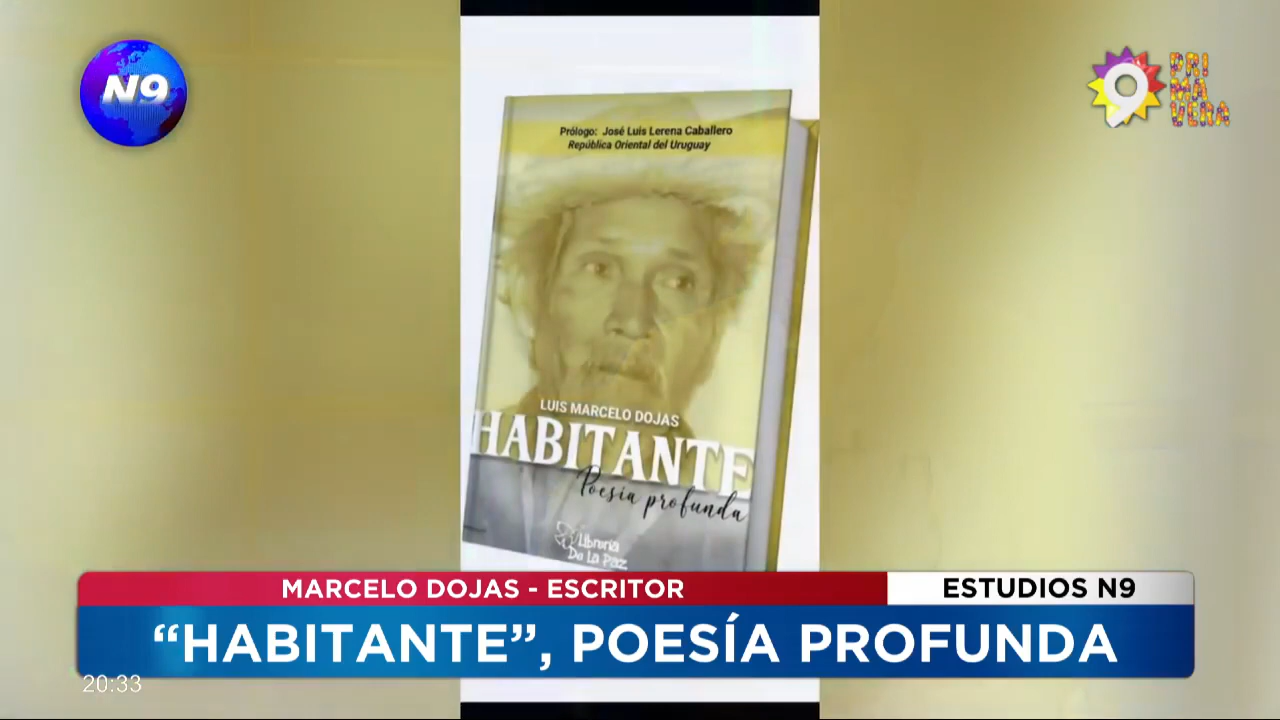 N9
9
PRI
MA
VERA
Prólogo: José Luis Lerena Caballero
República Oriental del Uruguay
LUIS MARCELO DOJAS
HABITANTE
Poesía profunda
Librería
De La Paz
MARCELO DOJAS - ESCRITOR
ESTUDIOS N9
“HABITANTE”, POESÍA PROFUNDA
20:33